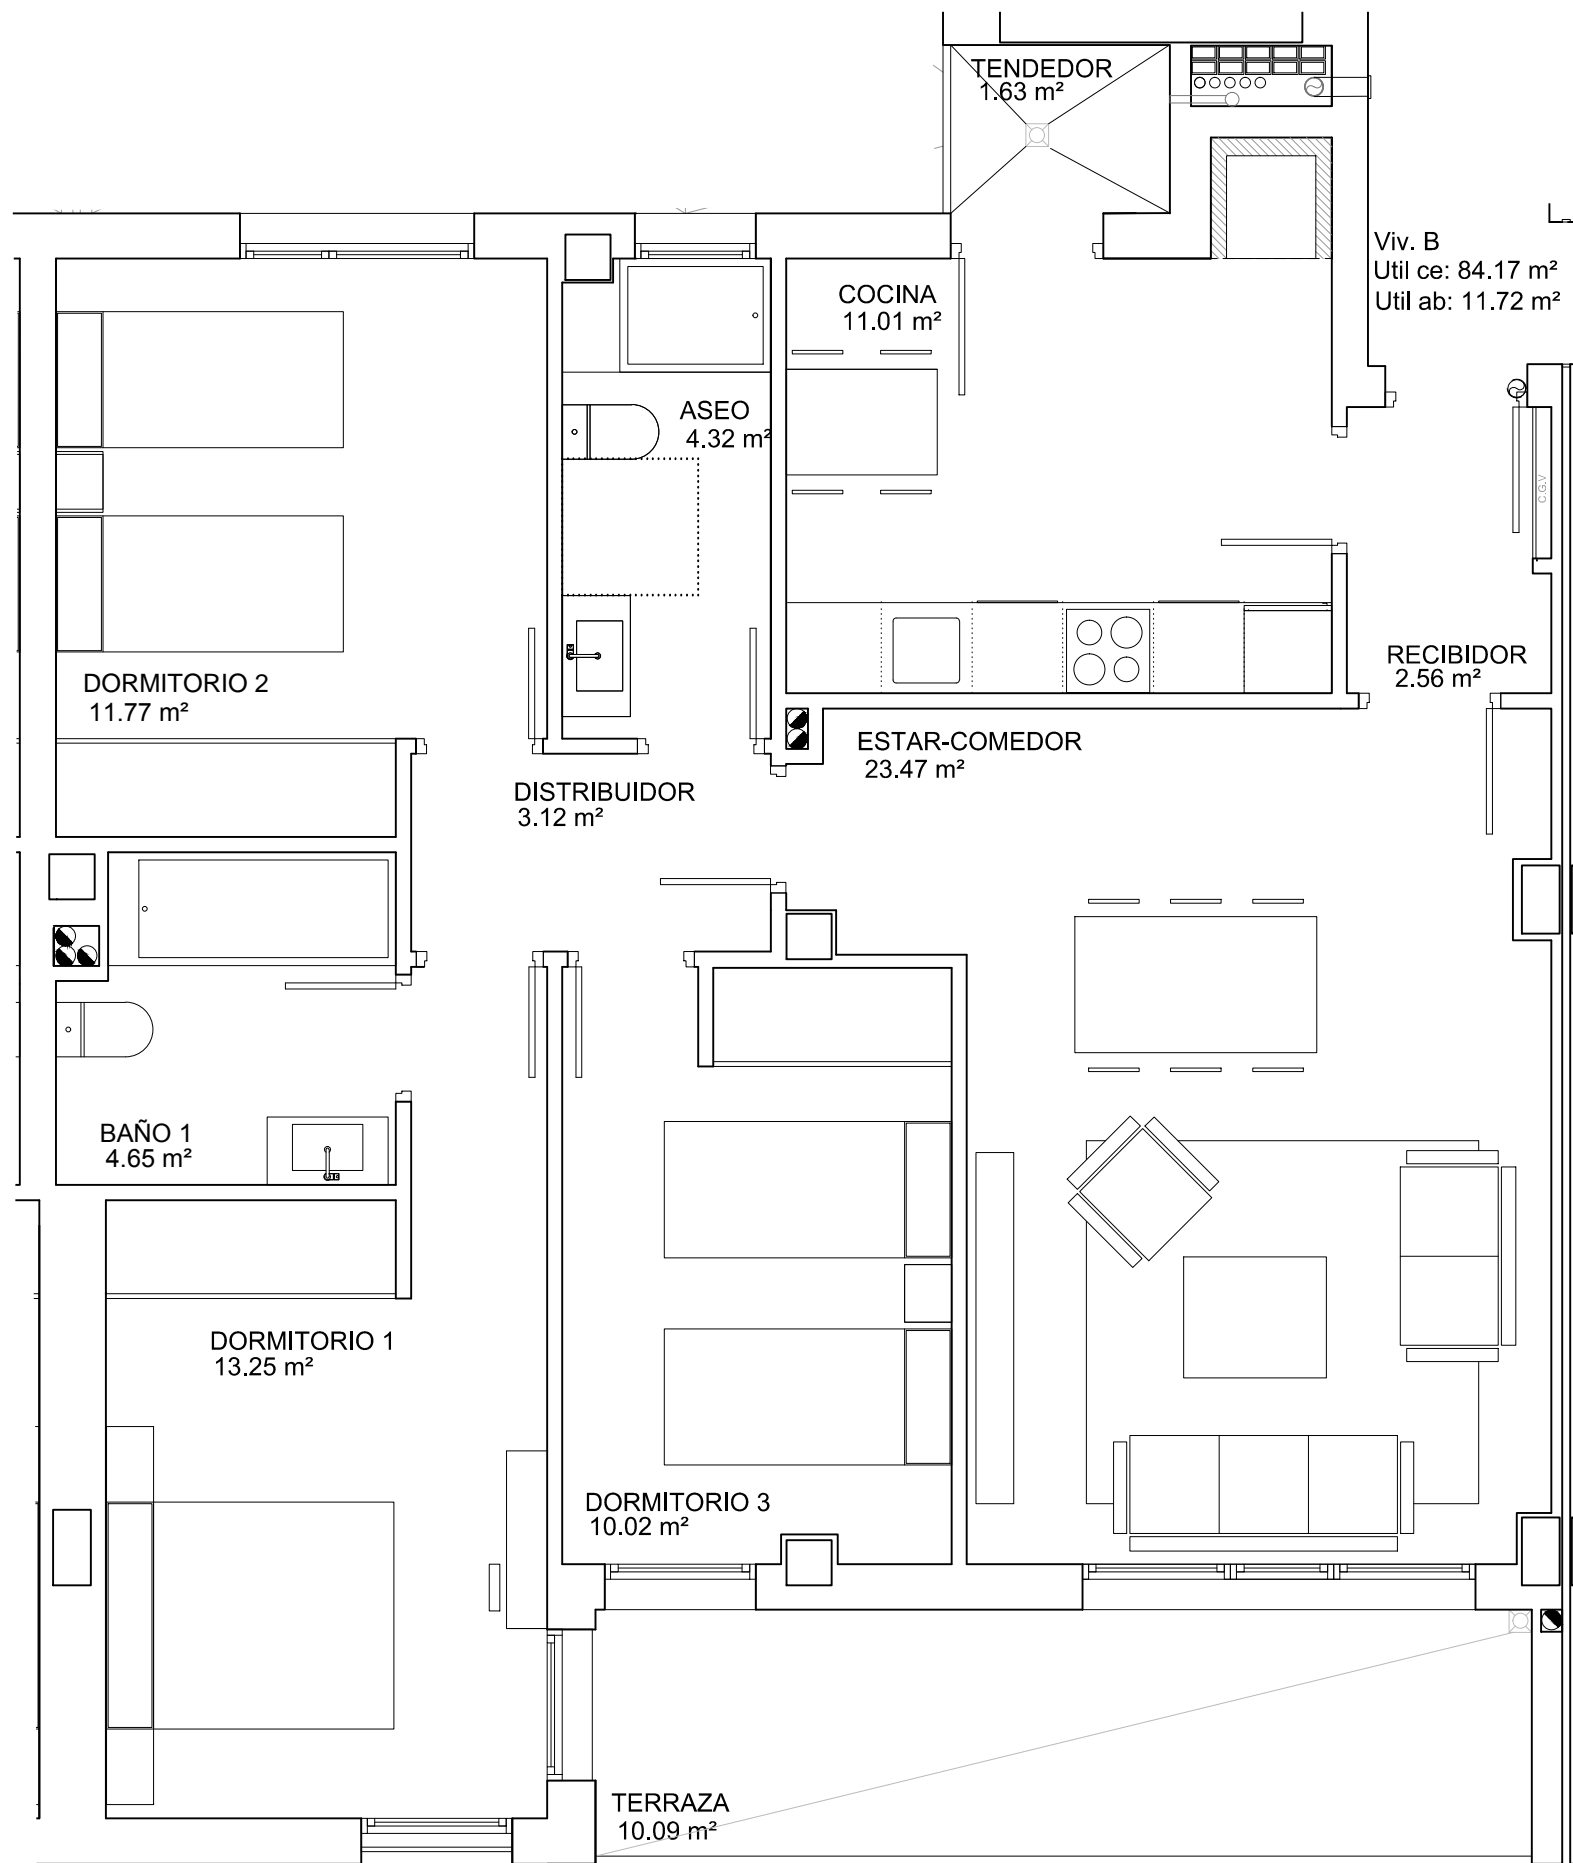 TENDEDOR
1.63 m²
Viv. B
Util ce: 84.17 m²
Util ab: 11.72 m²
COCINA
11.01 m²
ASEO
4.32 m²
C.G.V
RECIBIDOR
2.56 m²
DORMITORIO 2
11.77 m²
ESTAR-COMEDOR
23.47 m²
DISTRIBUIDOR
3.12 m²
BAÑO 1
4.65 m²
DORMITORIO 1
13.25 m²
DORMITORIO 3
10.02 m²
TERRAZA
10.09 m²